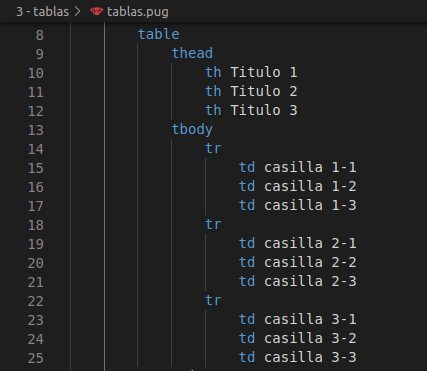 3 - tablas > tablas.pug
8 table
9 thead
10 th Titulo 1
11 th Titulo 2
12 th Titulo 3
13 tbody
14 tr
15 td casilla 1-1
16 td casilla 1-2
17 td casilla 1-3
18 tr
19 td casilla 2-1
20 td casilla 2-2
21 td casilla 2-3
22 tr
23 td casilla 3-1
24 td casilla 3-2
25 td casilla 3-3